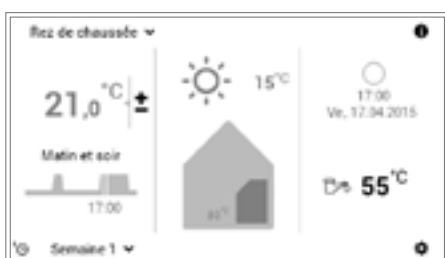 Rez de chaussée
21,0 °C ±
15°C
17:00
Ve, 17.04.2015
Matin et soir
17:00
55°C
Semaine 1